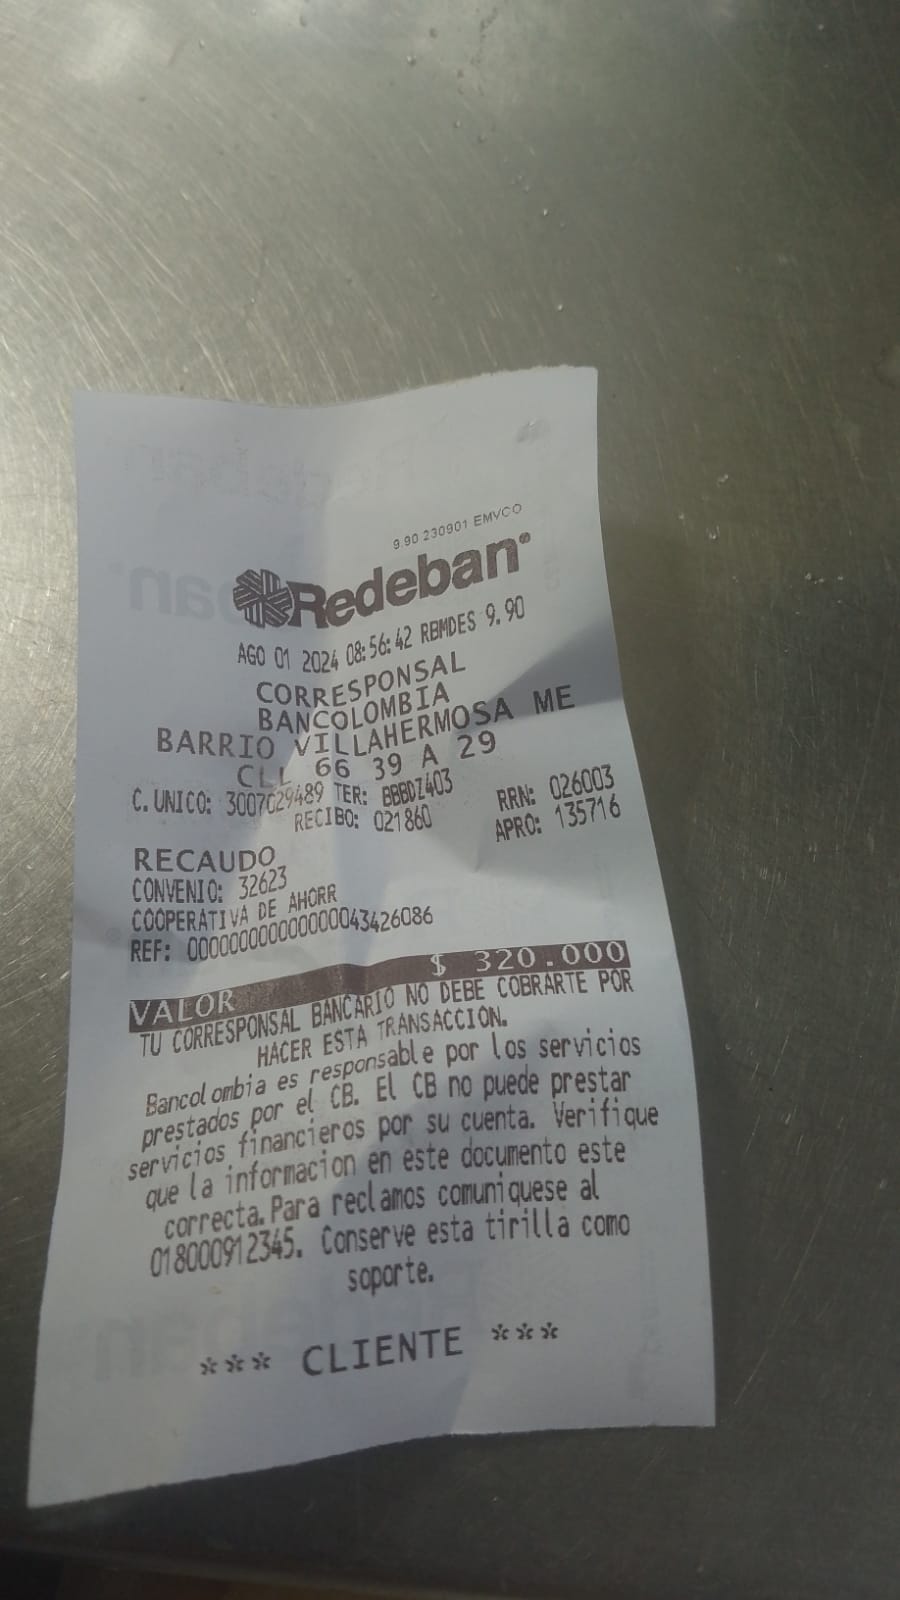 9.90 230901 EMVCO
Redeban
AGO 01 2024 08:56:42 RBMDES 9.90
CORRESPONSAL
BANCOLOMBIA
BARRIO VILLAHERMOSA ME
CLL 66 39 A 29
C.UNICO: 3007029489 TER: BBBDZ403
RECIBO: 021860 RRN: 026003
APRO: 135716
RECAUDO
CONVENIO: 32623
COOPERATIVA DE AHORR
REF: 00000000000000043426086
VALOR $ 320.000
TU CORRESPONSAL BANCARIO NO DEBE COBRARTE POR
HACER ESTA TRANSACCION.
Bancolombia es responsable por los servicios
prestados por el CB. El CB no puede prestar
servicios financieros por su cuenta. Verifique
que la informacion en este documento este
correcta.Para reclamos comuniquese al
018000912345. Conserve esta tirilla como
soporte.
*** CLIENTE ***